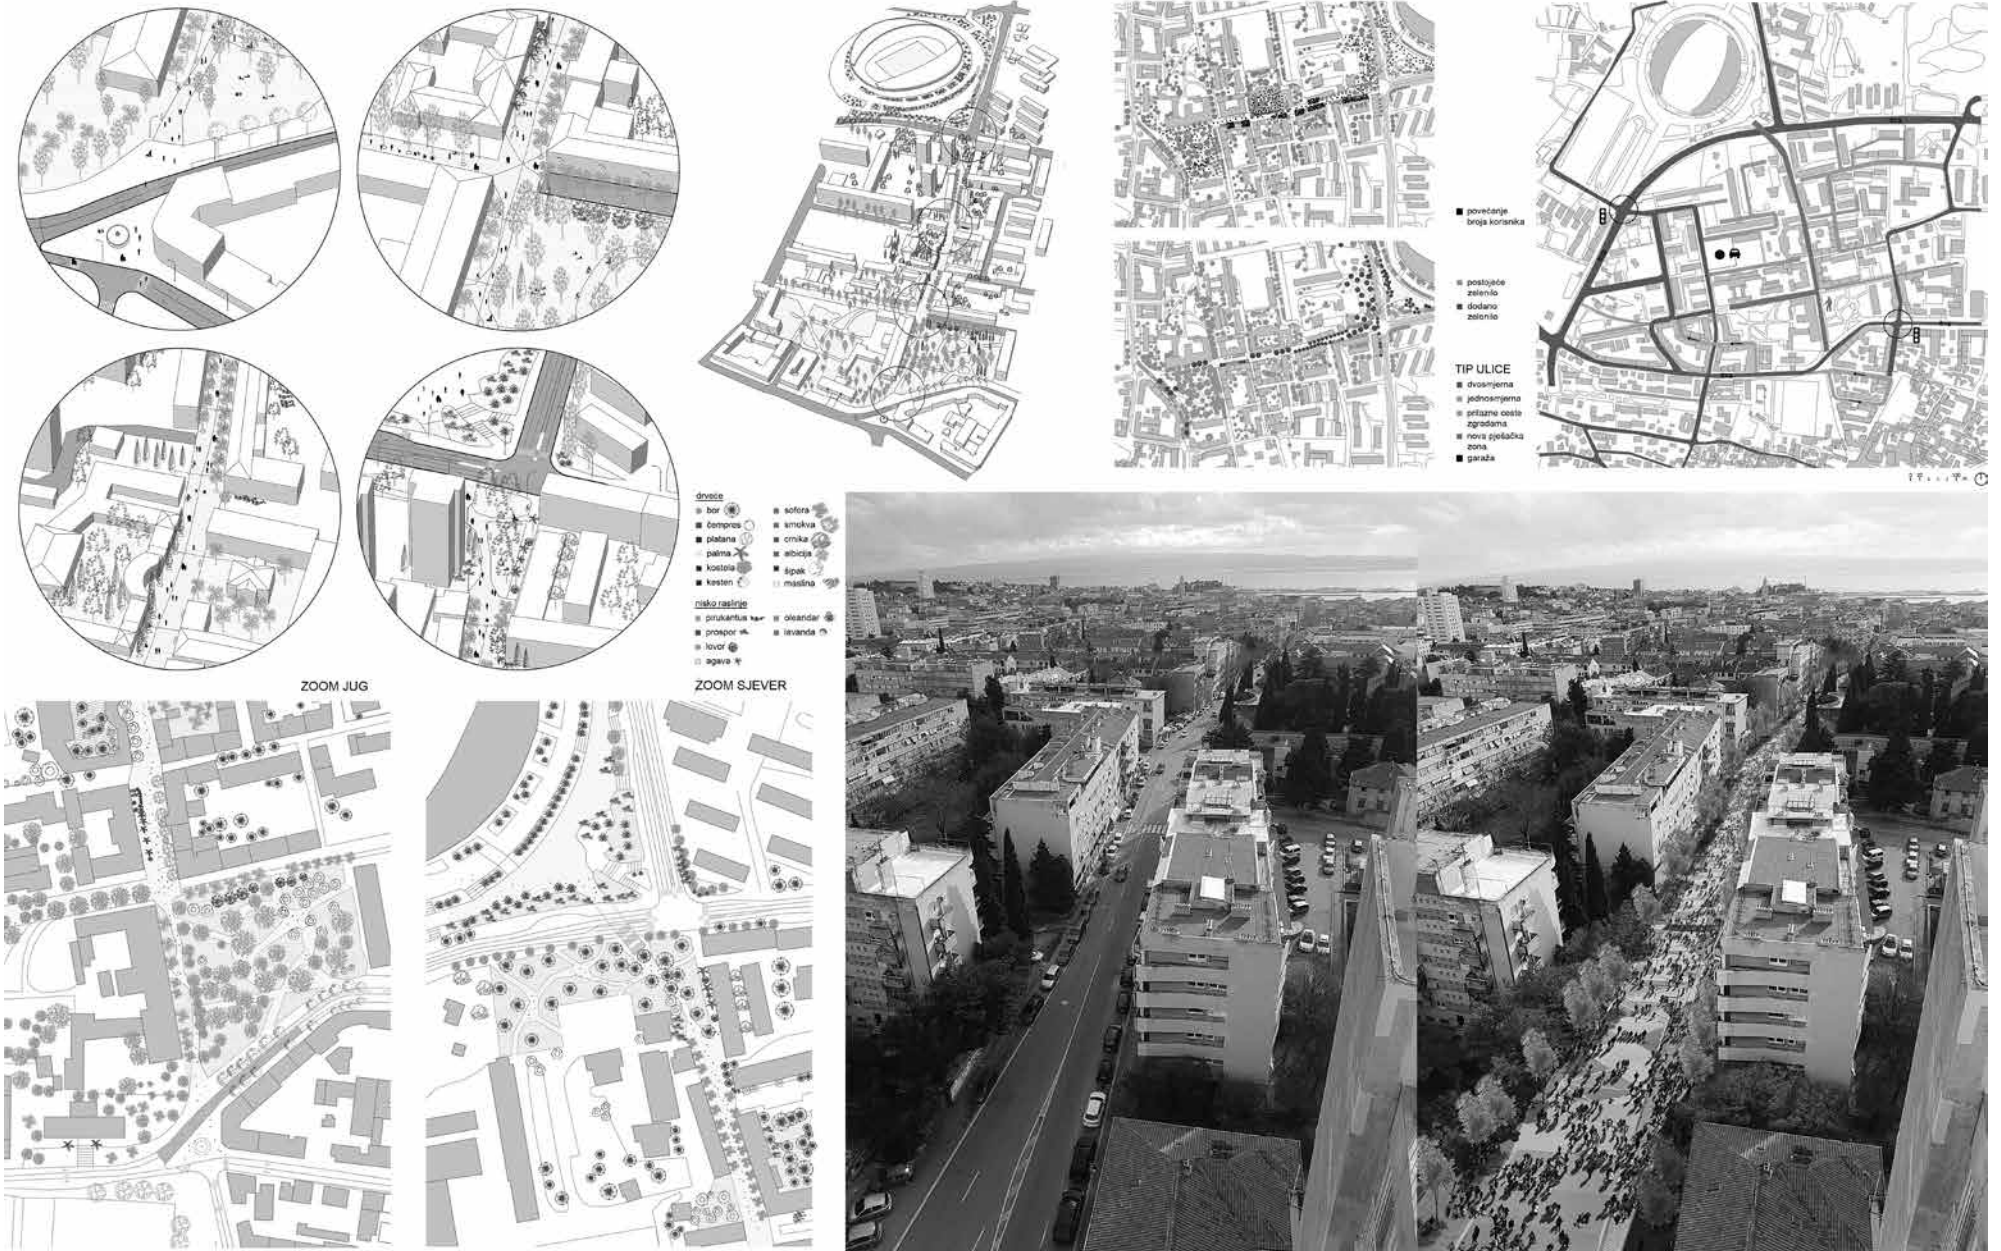 povećanje
broja korisnika
postojeće
zelenilo
dodano
zelenilo
TIP ULICE
dvosmjerna
jednosmjerna
prilazne ceste
zgradama
nova pješačka
zona
garaža
drveće
bor
čempres
platana
palma
kostela
kesten
sofora
smokva
crnika
albicija
šipak
maslina
nisko raslinje
pirukantus
prospor
lovor
agava
oleandar
lavanda
ZOOM JUG
ZOOM SJEVER